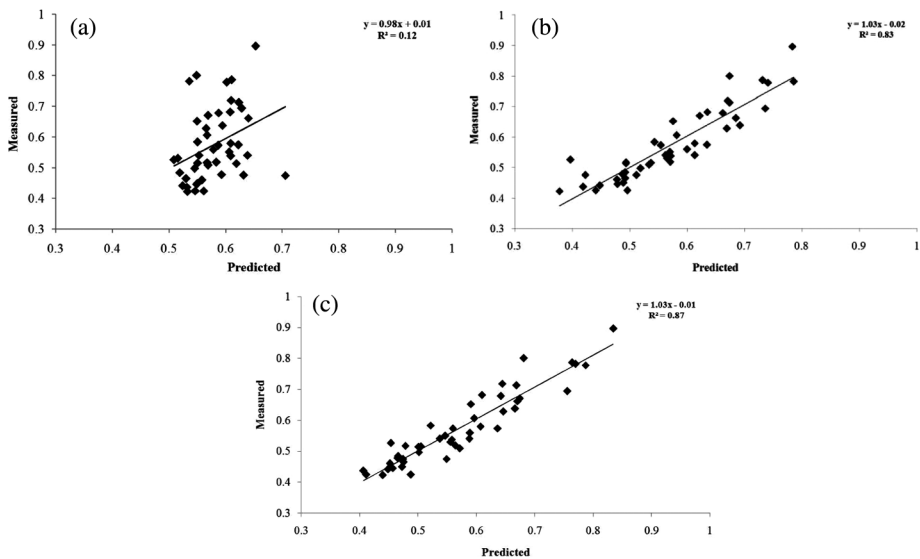 (a)
y = 0.98x + 0.01
R² = 0.12
1
0.9
0.8
0.7
0.6
0.5
0.4
0.3
Measured
0.3 0.4 0.5 0.6 0.7 0.8 0.9 1
Predicted
(b)
y = 1.03x - 0.02
R² = 0.83
1
0.9
0.8
0.7
0.6
0.5
0.4
0.3
Measured
0.3 0.4 0.5 0.6 0.7 0.8 0.9 1
Predicted
(c)
y = 1.03x - 0.01
R² = 0.87
1
0.9
0.8
0.7
0.6
0.5
0.4
0.3
Measured
0.3 0.4 0.5 0.6 0.7 0.8 0.9 1
Predicted